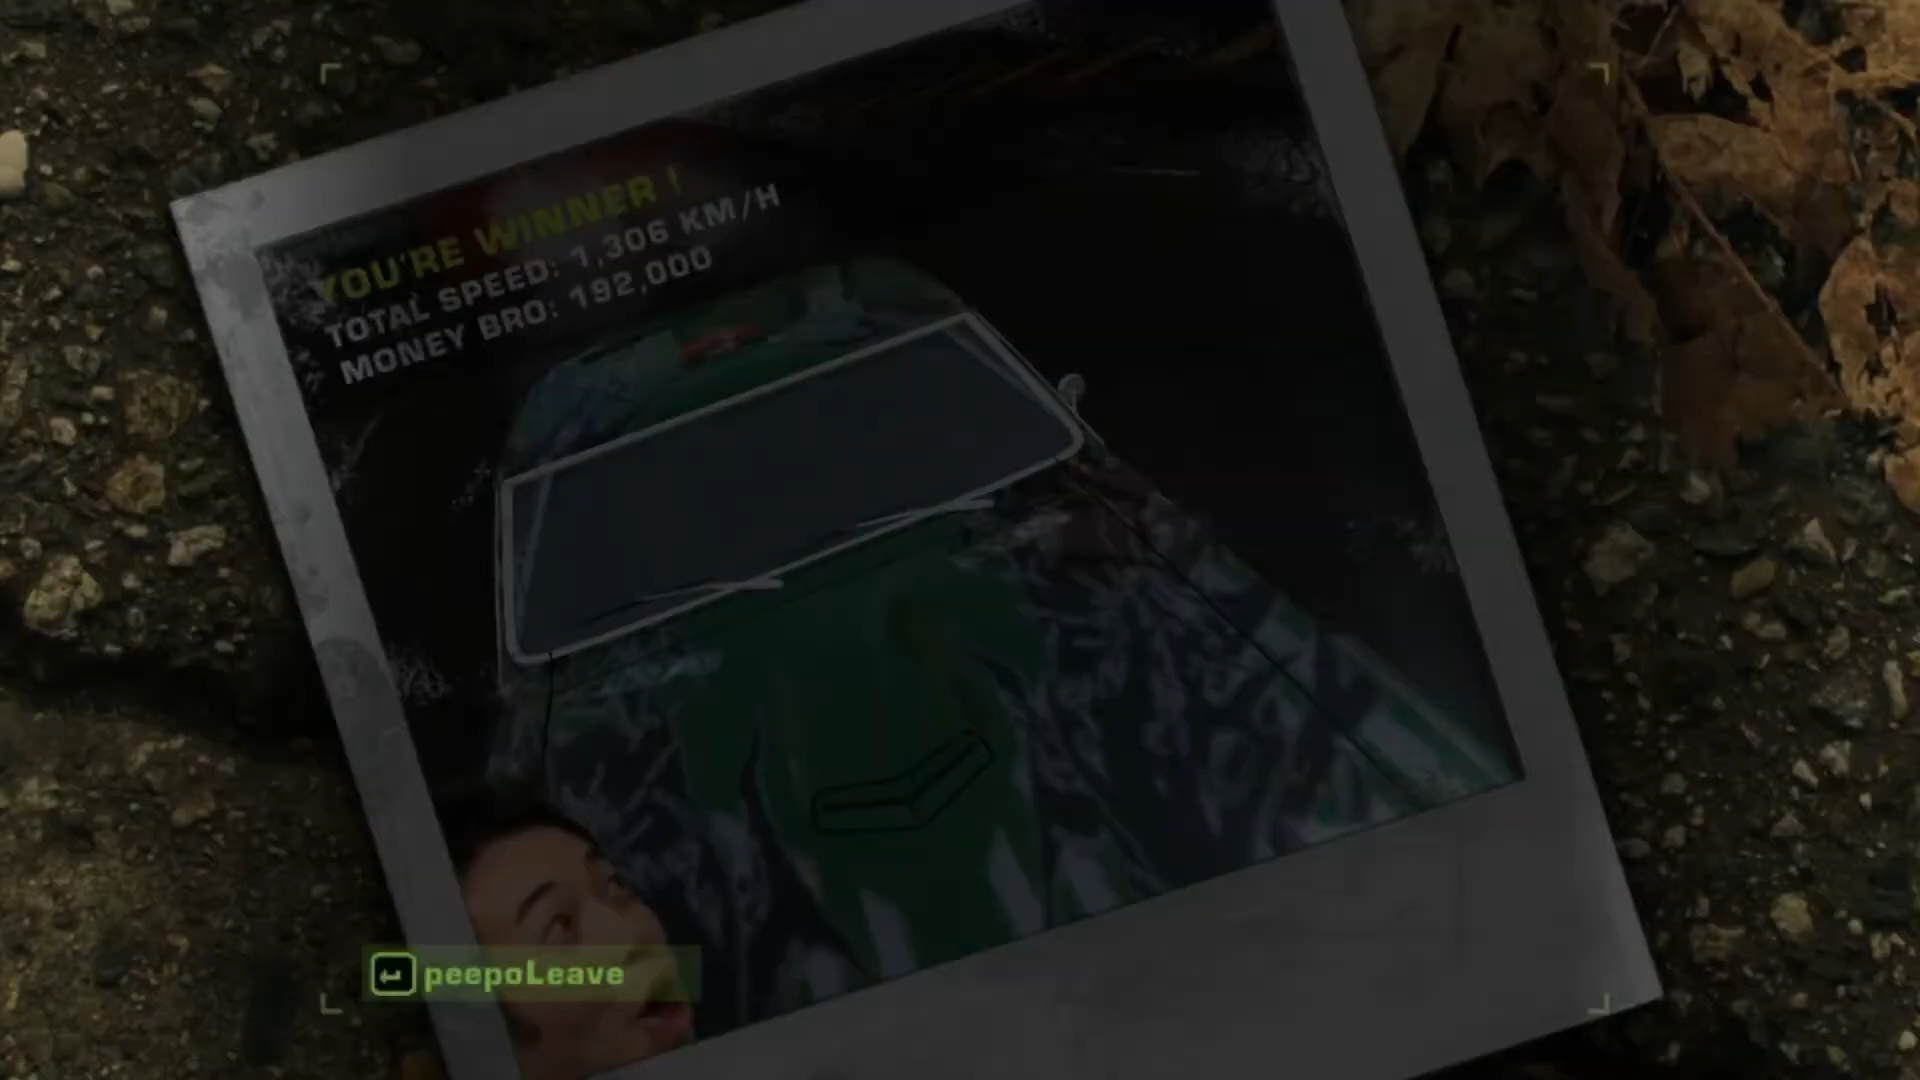 YOU'RE WINNER !
TOTAL SPEED: 1,306 KM/H
MONEY BRO: 192,000
peepoLeave